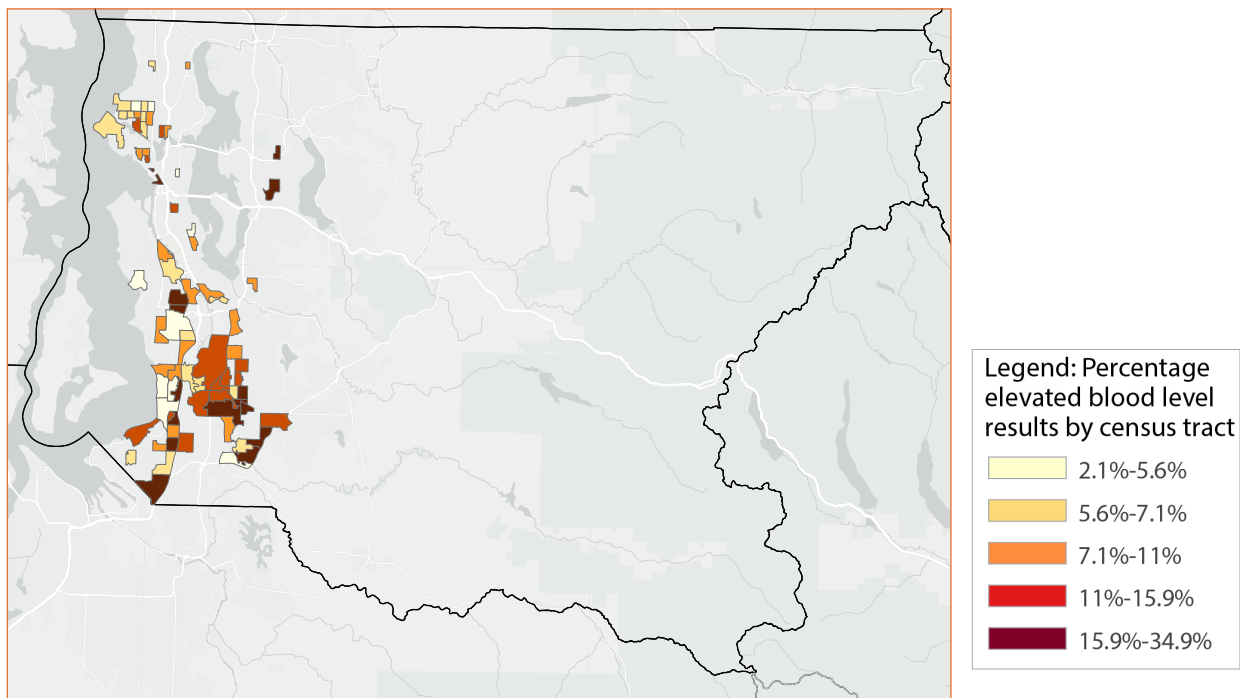 Legend: Percentage
elevated blood level
results by census tract
2.1%-5.6%
5.6%-7.1%
7.1%-11%
11%-15.9%
15.9%-34.9%